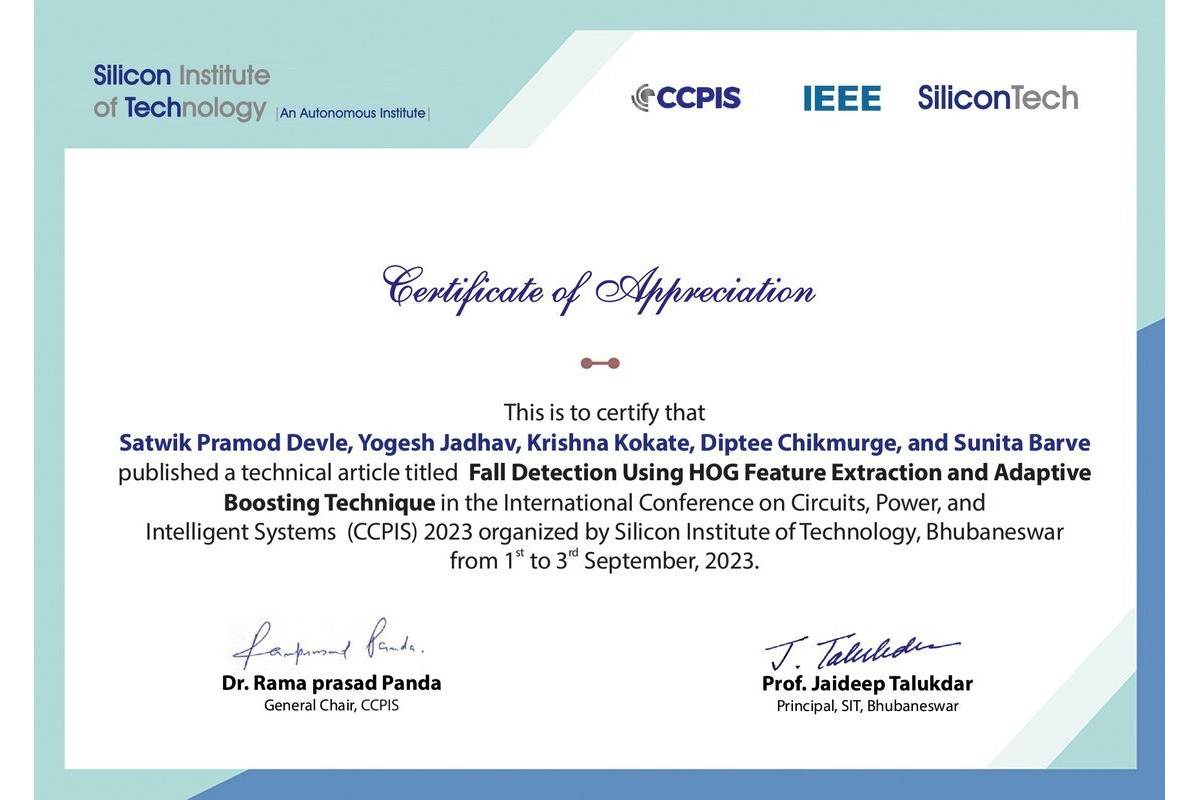 Silicon Institute
of Technology |An Autonomous Institute|
CCPIS IEEE SiliconTech
Certificate of Appreciation
This is to certify that
Satwik Pramod Devle, Yogesh Jadhav, Krishna Kokate, Diptee Chikmurge, and Sunita Barve
published a technical article titled Fall Detection Using HOG Feature Extraction and Adaptive
Boosting Technique in the International Conference on Circuits, Power, and
Intelligent Systems (CCPIS) 2023 organized by Silicon Institute of Technology, Bhubaneswar
from 1st to 3rd September, 2023.
Ramprasad Panda. J. Talukdar
Dr. Rama prasad Panda Prof. Jaideep Talukdar
General Chair, CCPIS Principal, SIT, Bhubaneswar